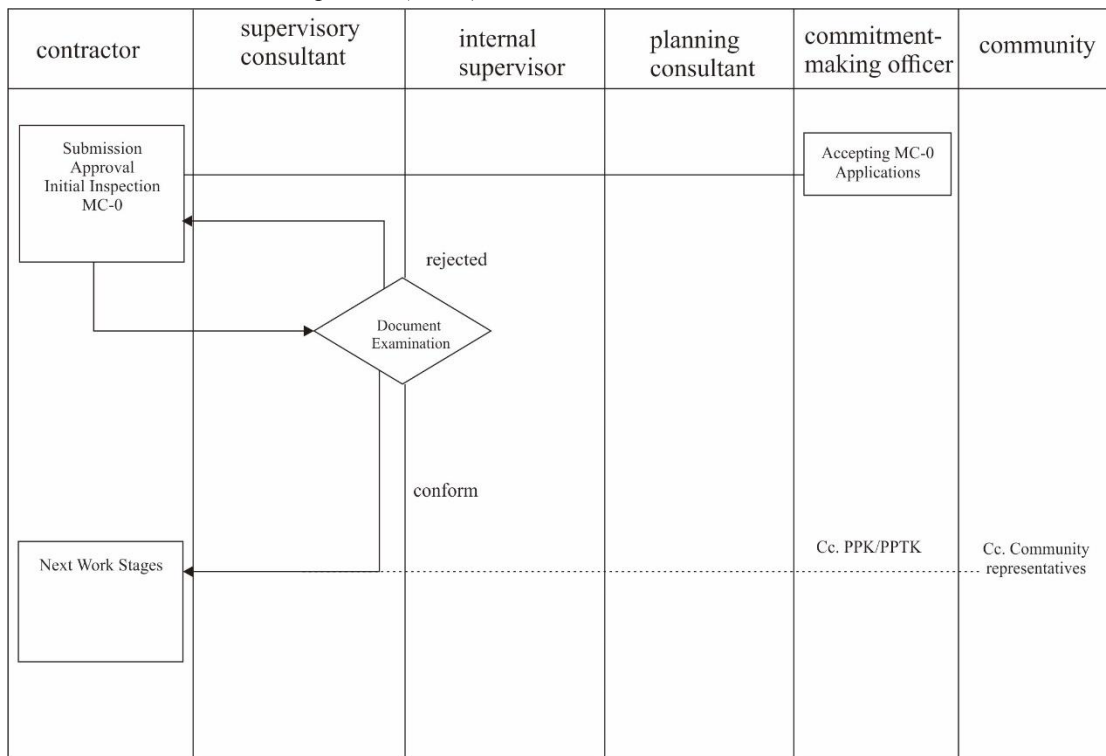 contractor
supervisory
consultant
internal
supervisor
planning
consultant
commitment-
making officer
community
Submission
Approval
Initial Inspection
MC-0
Accepting MC-0
Applications
rejected
Document
Examination
conform
Next Work Stages
Cc. PPK/PPTK
Cc. Community
representatives